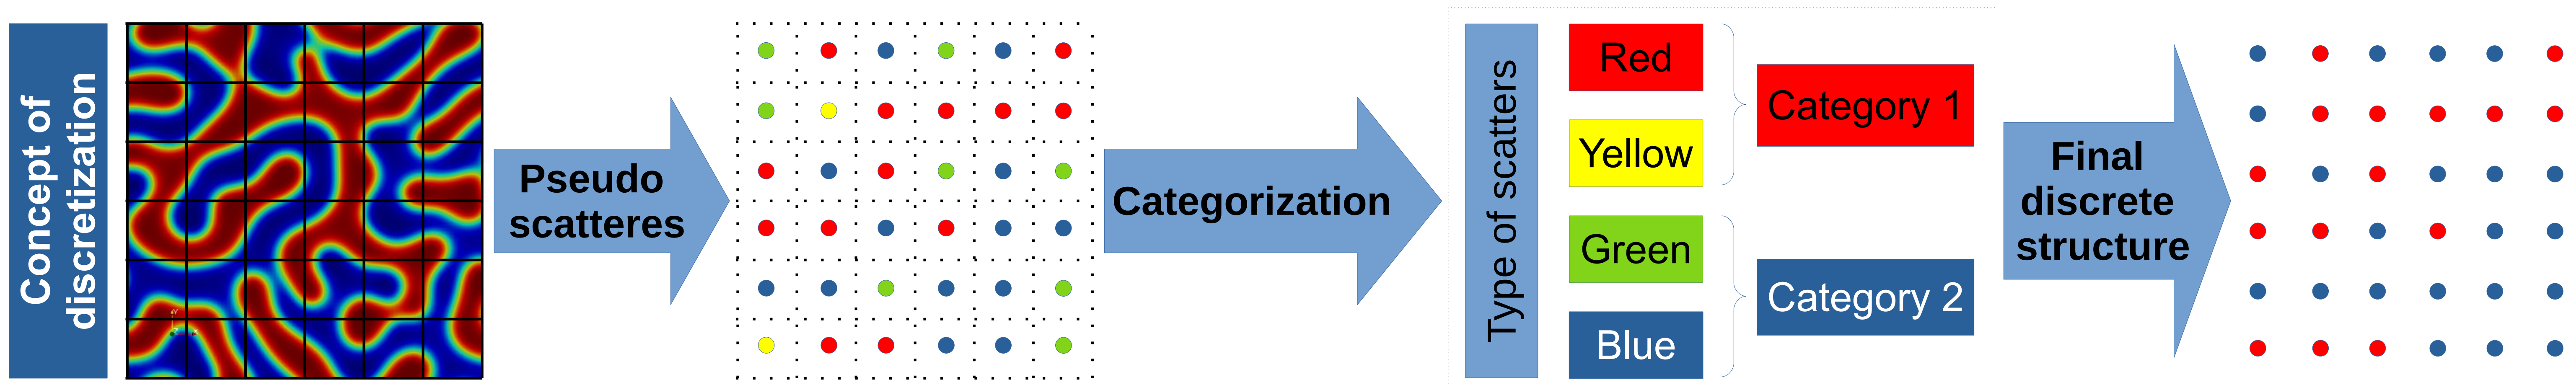 Concept of
discretization
Pseudo
scatteres
Categorization
Type of scatters
Red
Yellow
Green
Blue
Category 1
Category 2
Final
discrete
structure